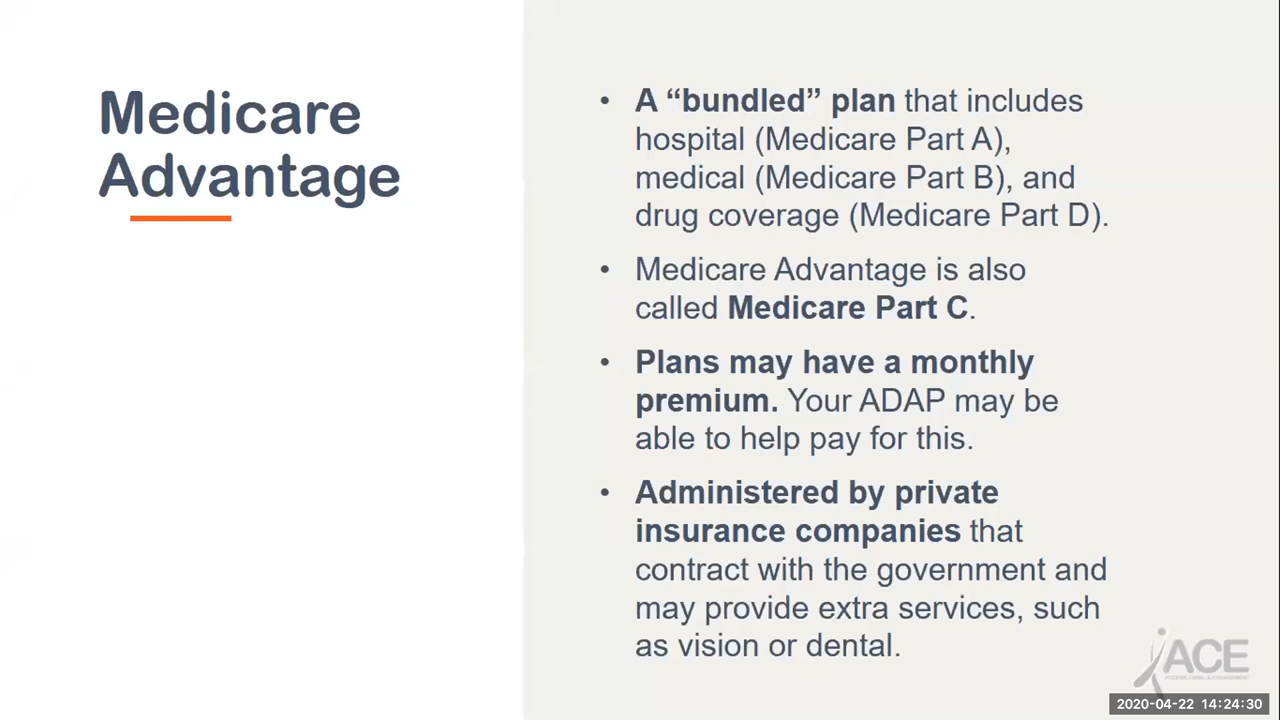 Medicare
Advantage
• A “bundled” plan that includes
hospital (Medicare Part A),
medical (Medicare Part B), and
drug coverage (Medicare Part D).
• Medicare Advantage is also
called Medicare Part C.
• Plans may have a monthly
premium. Your ADAP may be
able to help pay for this.
• Administered by private
insurance companies that
contract with the government and
may provide extra services, such
as vision or dental.
ACE
2020-04-22 14:24:30